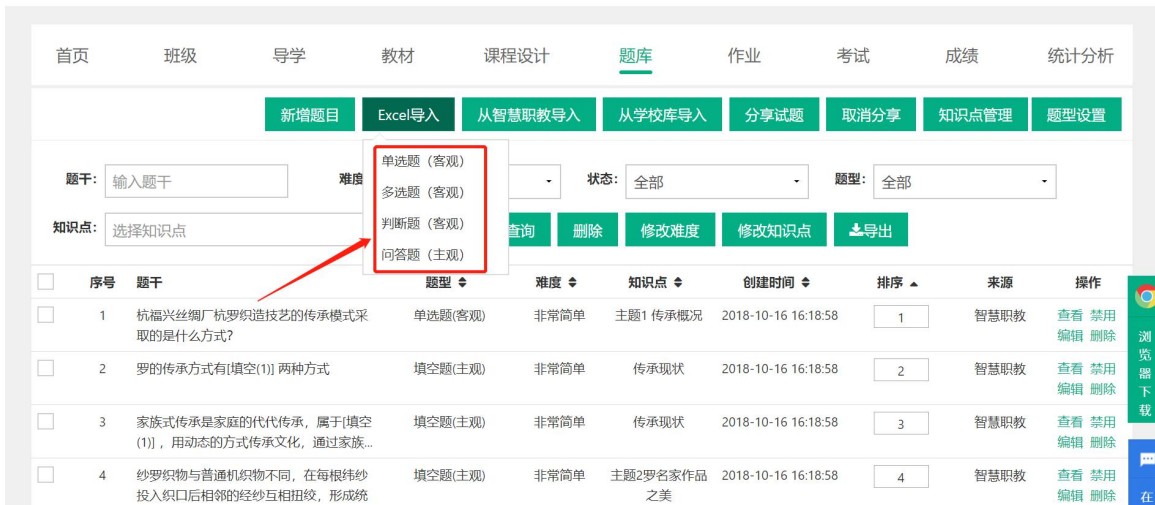 首页 班级 导学 教材 课程设计 题库 作业 考试 成绩 统计分析
新增题目 Excel导入 从智慧职教导入 从学校库导入 分享试题 取消分享 知识点管理 题型设置
单选题（客观）
多选题（客观）
判断题（客观）
问答题（主观）
题干： 输入题干 难度 状态： 全部 题型： 全部
知识点： 选择知识点 查询 删除 修改难度 修改知识点 导出
序号 题干 题型 难度 知识点 创建时间 排序 来源 操作
1 杭福兴丝绸厂杭罗织造技艺的传承模式采 单选题(客观) 非常简单 主题1 传承概况 2018-10-16 16:18:58 1 智慧职教 查看 禁用
取的是什么方式？ 编辑 删除
2 罗的传承方式有[填空(1)] 两种方式 填空题(主观) 非常简单 传承现状 2018-10-16 16:18:58 2 智慧职教 查看 禁用
编辑 删除
3 家族式传承是家庭的代代传承，属于[填空 填空题(主观) 非常简单 传承现状 2018-10-16 16:18:58 3 智慧职教 查看 禁用
(1)] ，用动态的方式传承文化，通过家族... 编辑 删除
4 纱罗织物与普通机织物不同，在每根纬纱 填空题(主观) 非常简单 主题2罗名家作品 2018-10-16 16:18:58 4 智慧职教 查看 禁用
投入织口后相邻的经纱互相扭绞，形成统 之美 编辑 删除
浏览器下载
在